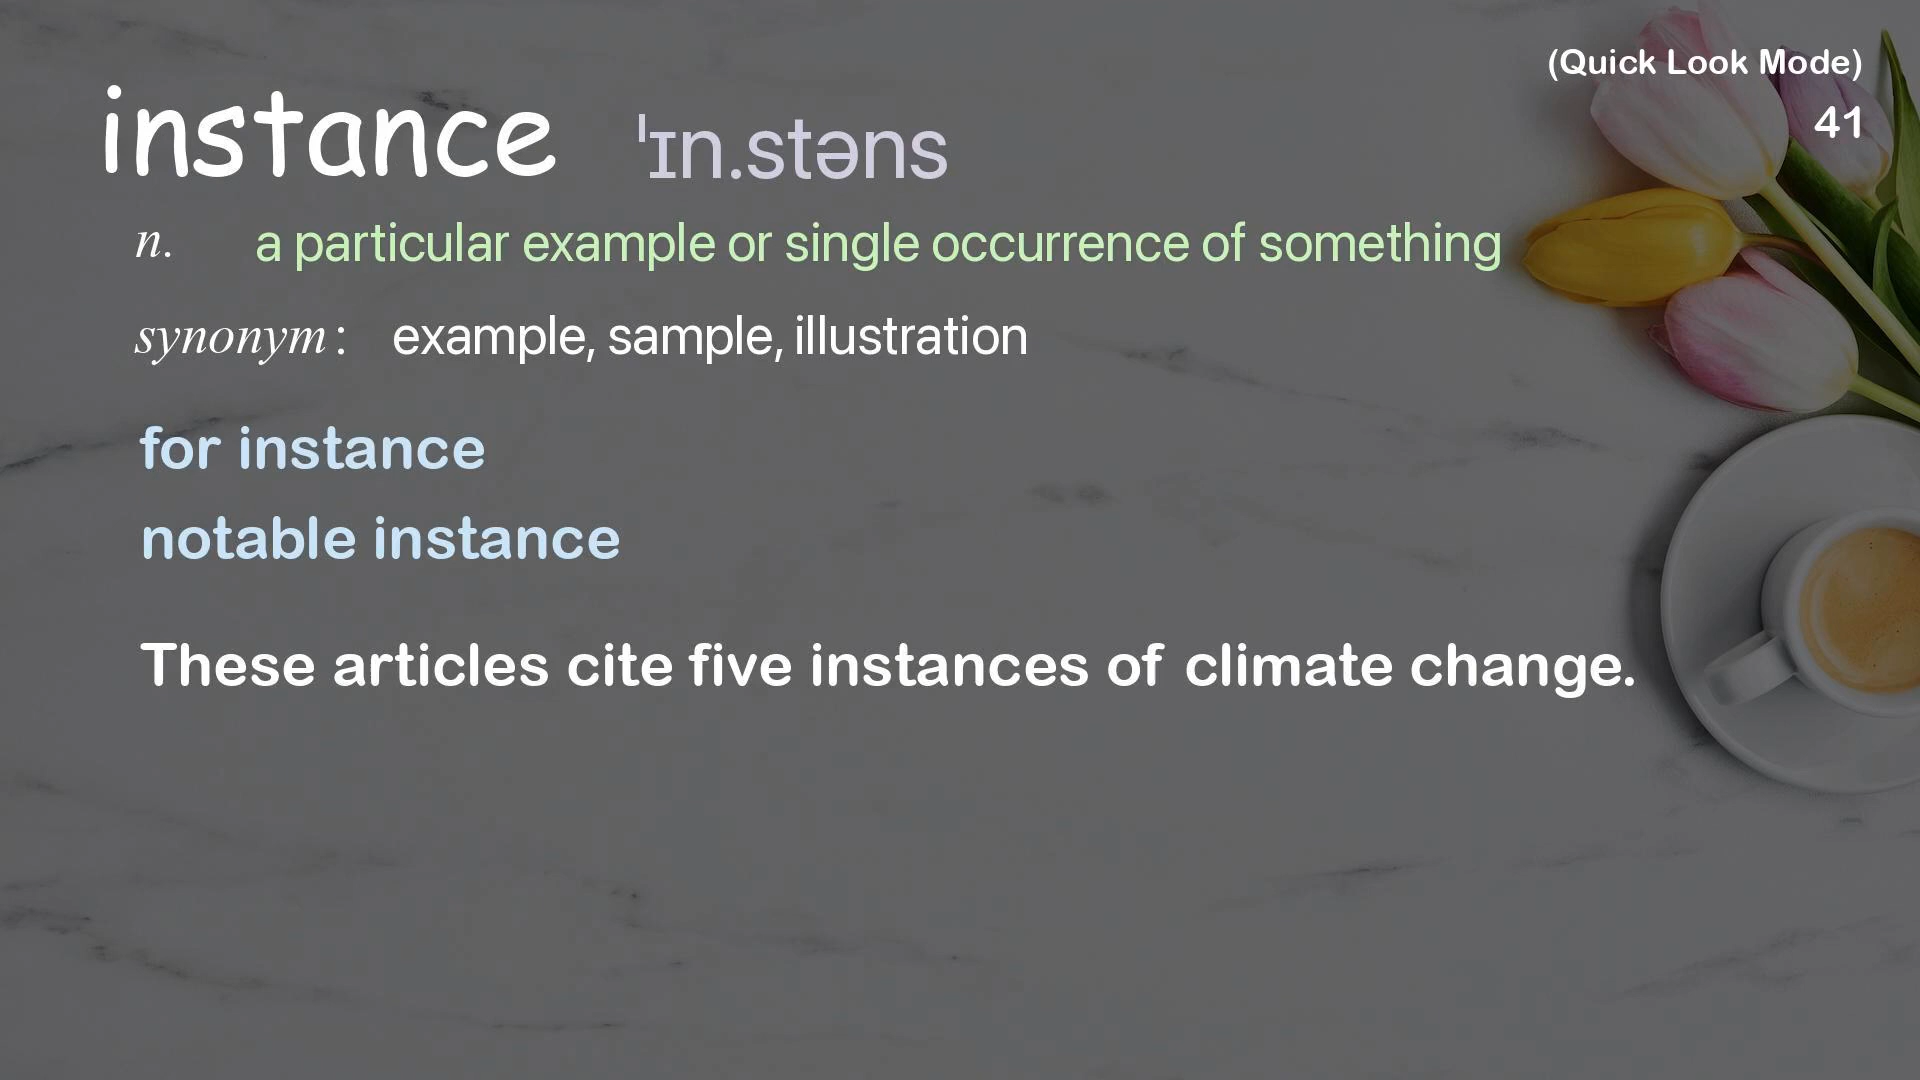 (Quick Look Mode)
41
instance ˈɪn.stəns
n. a particular example or single occurrence of something
synonym: example, sample, illustration
for instance
notable instance
These articles cite five instances of climate change.